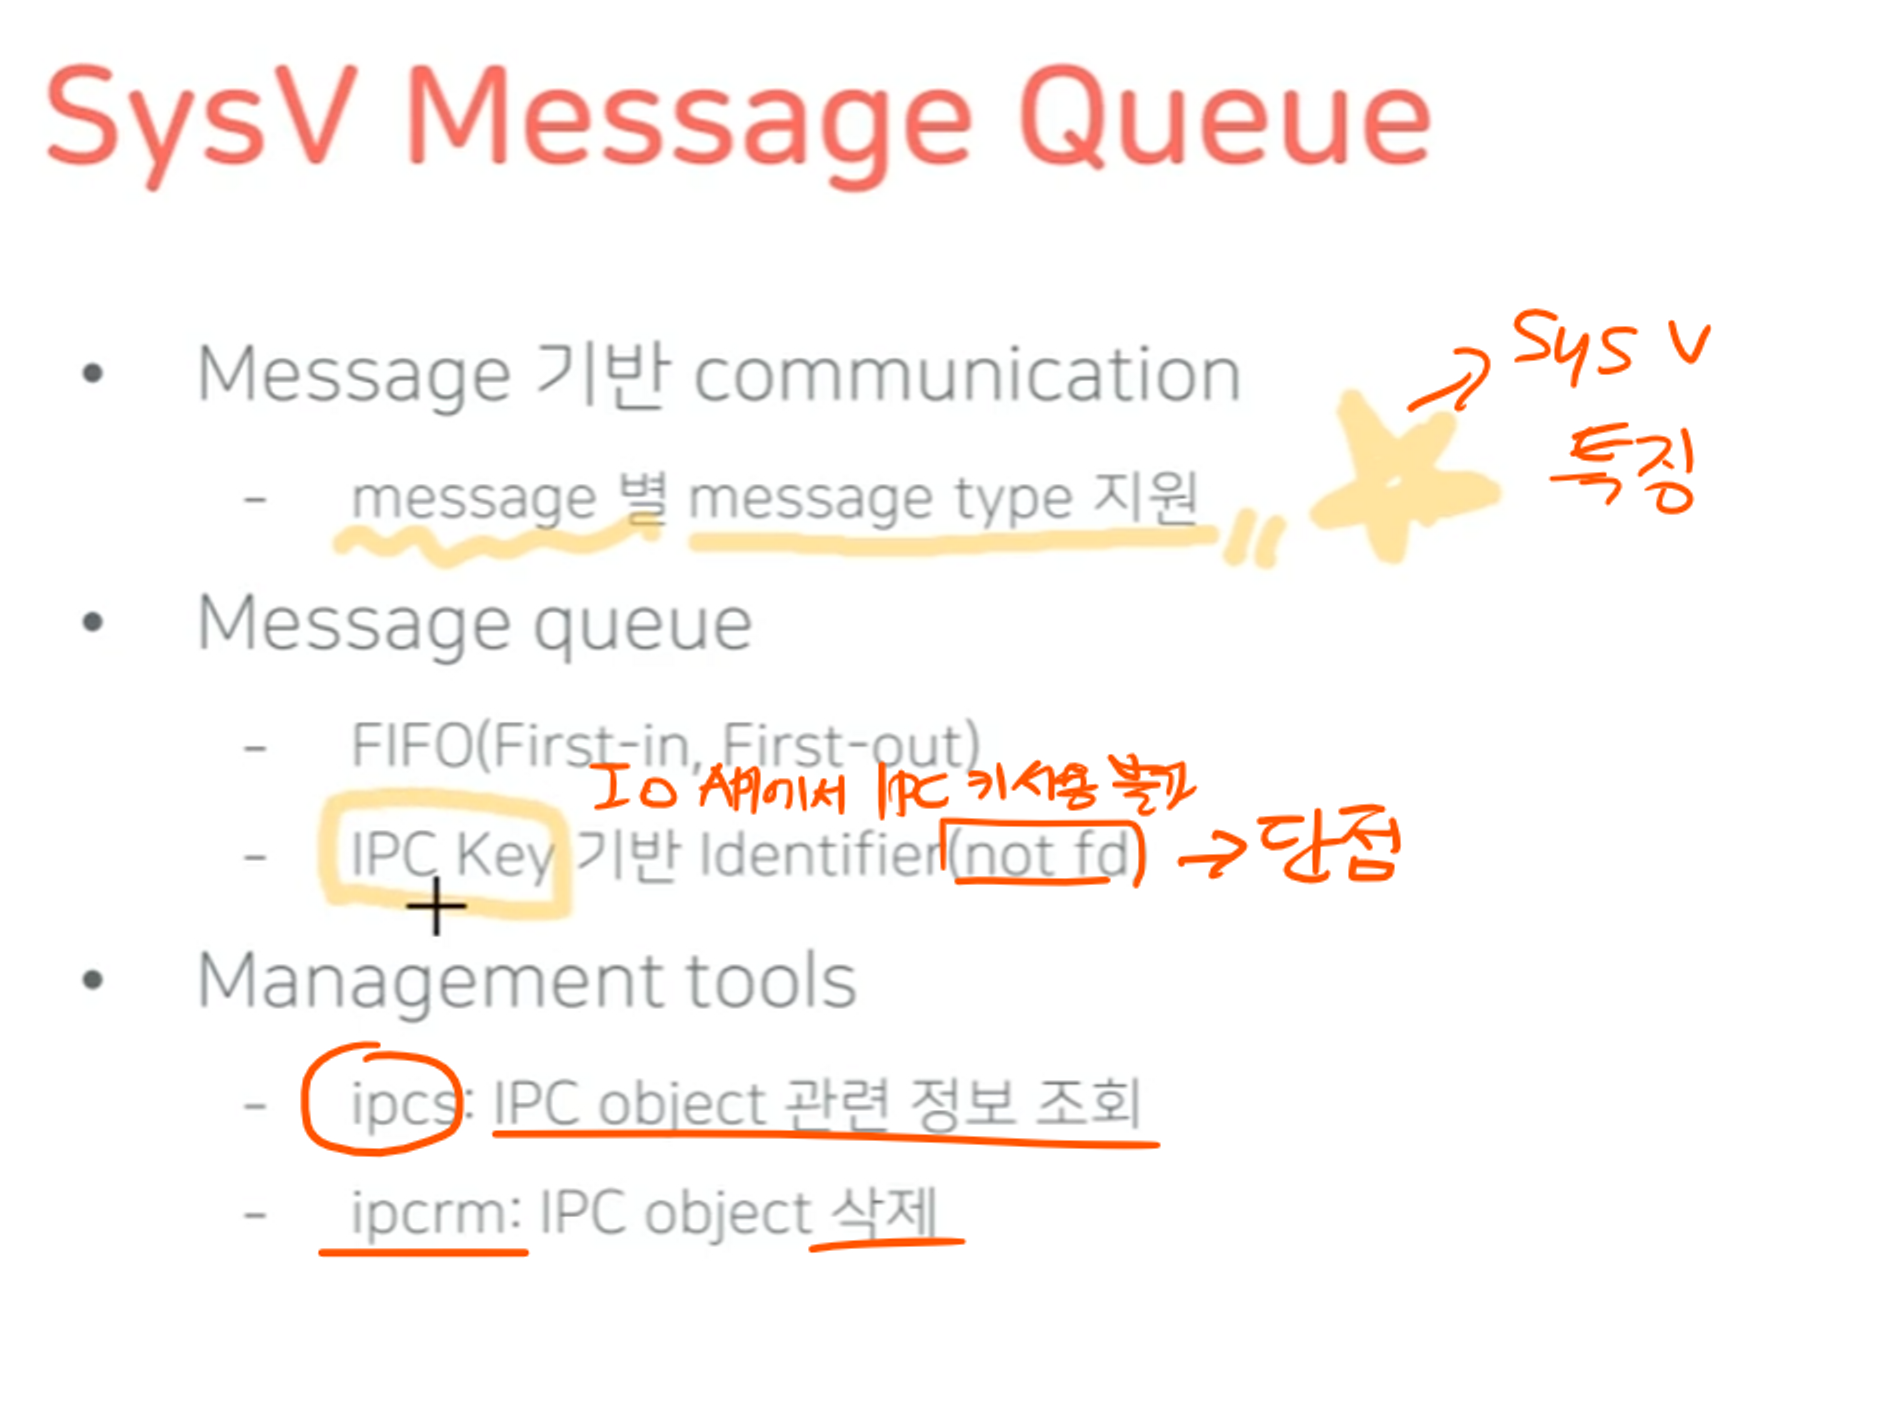 SysV Message Queue
• Message 기반 communication
Sys V
특징
- message 별 message type 지원
• Message queue
- FIFO(First-in, First-out)
IO API에서 IPC 키 사용 불가
- IPC Key 기반 Identifier(not fd) → 단점
• Management tools
- ipcs: IPC object 관련 정보 조회
- ipcrm: IPC object 삭제